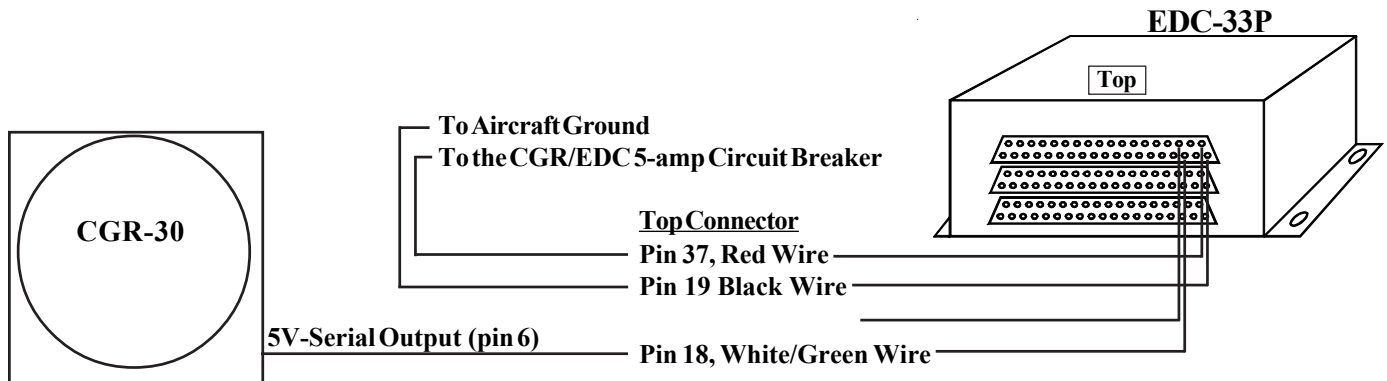 EDC-33P
Top
To Aircraft Ground
To the CGR/EDC 5-amp Circuit Breaker
CGR-30
Top Connector
Pin 37, Red Wire
Pin 19 Black Wire
5V-Serial Output (pin 6)
Pin 18, White/Green Wire